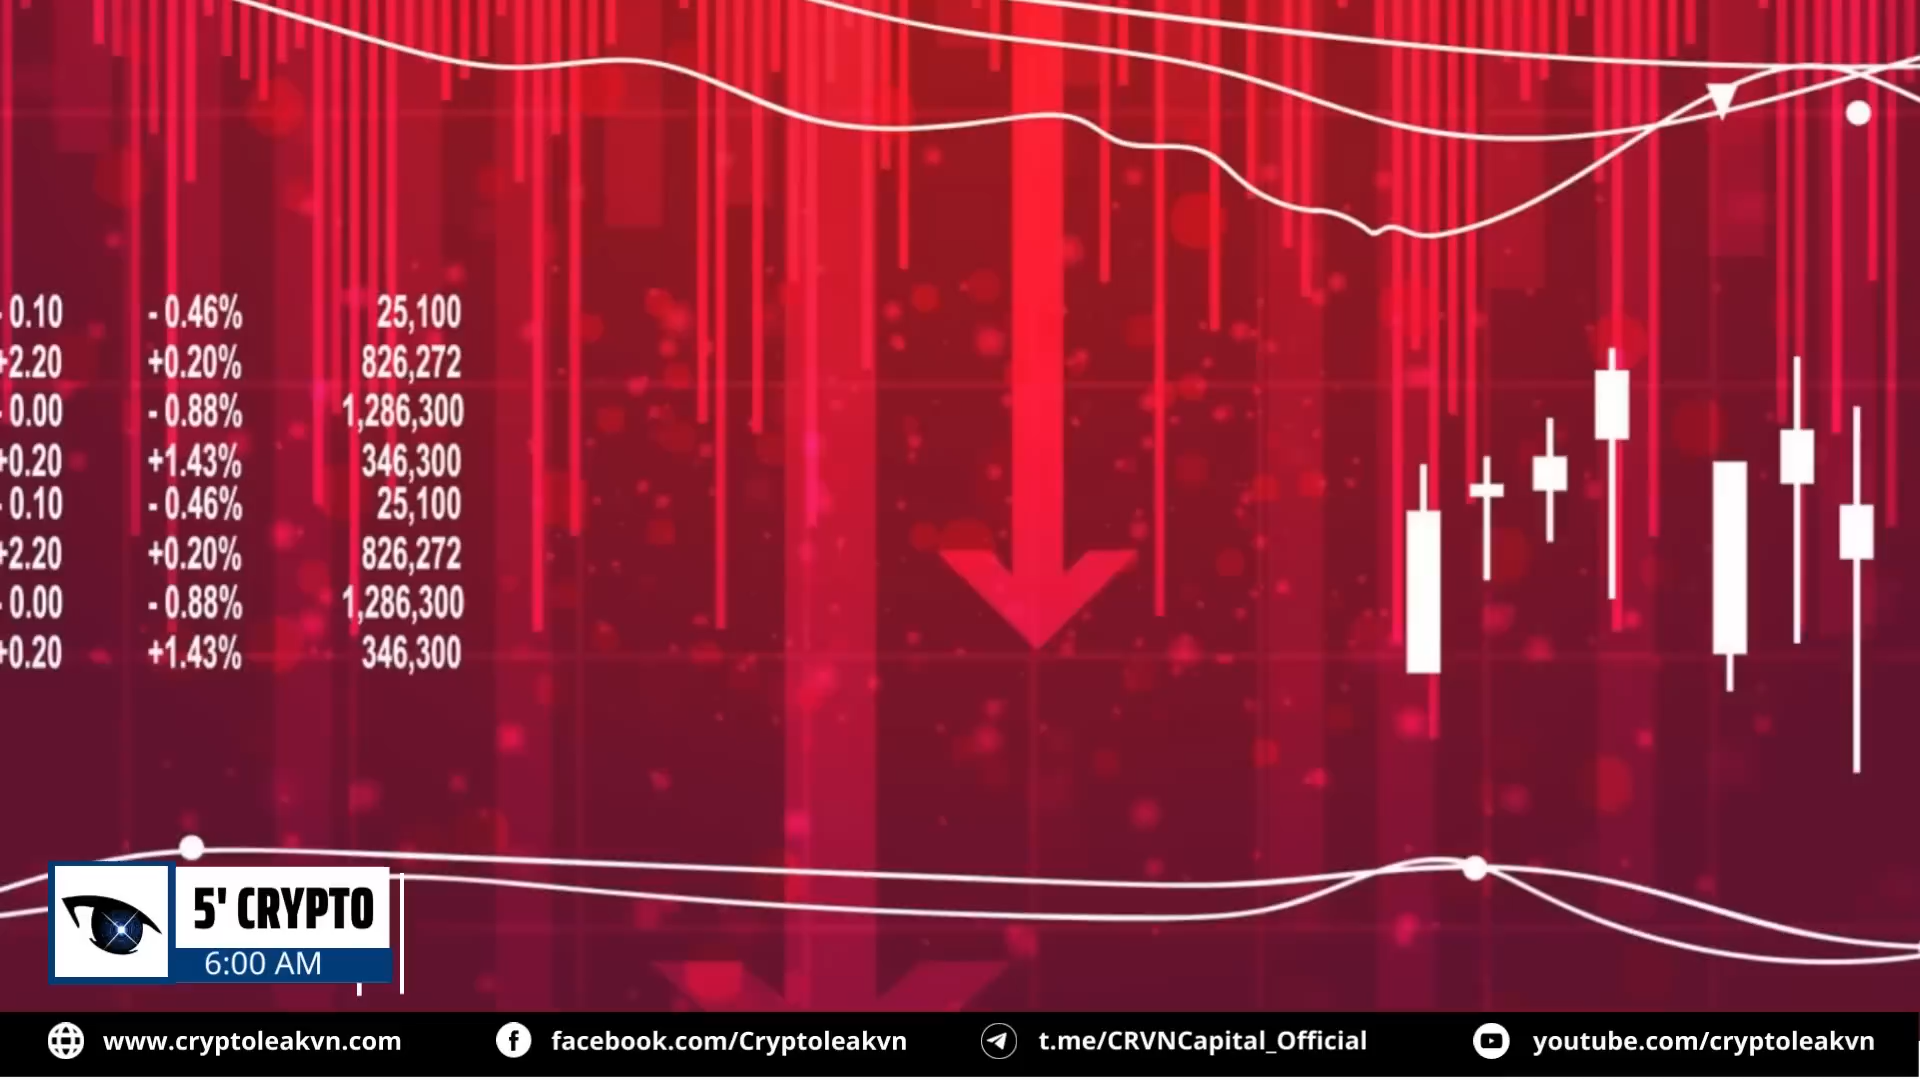 - 0.10 - 0.46% 25,100
+2.20 +0.20% 826,272
- 0.00 - 0.88% 1,286,300
+0.20 +1.43% 346,300
- 0.10 - 0.46% 25,100
+2.20 +0.20% 826,272
- 0.00 - 0.88% 1,286,300
+0.20 +1.43% 346,300
5' CRYPTO
6:00 AM
www.cryptoleakvn.com facebook.com/Cryptoleakvn t.me/CRVNCapital_Official youtube.com/cryptoleakvn